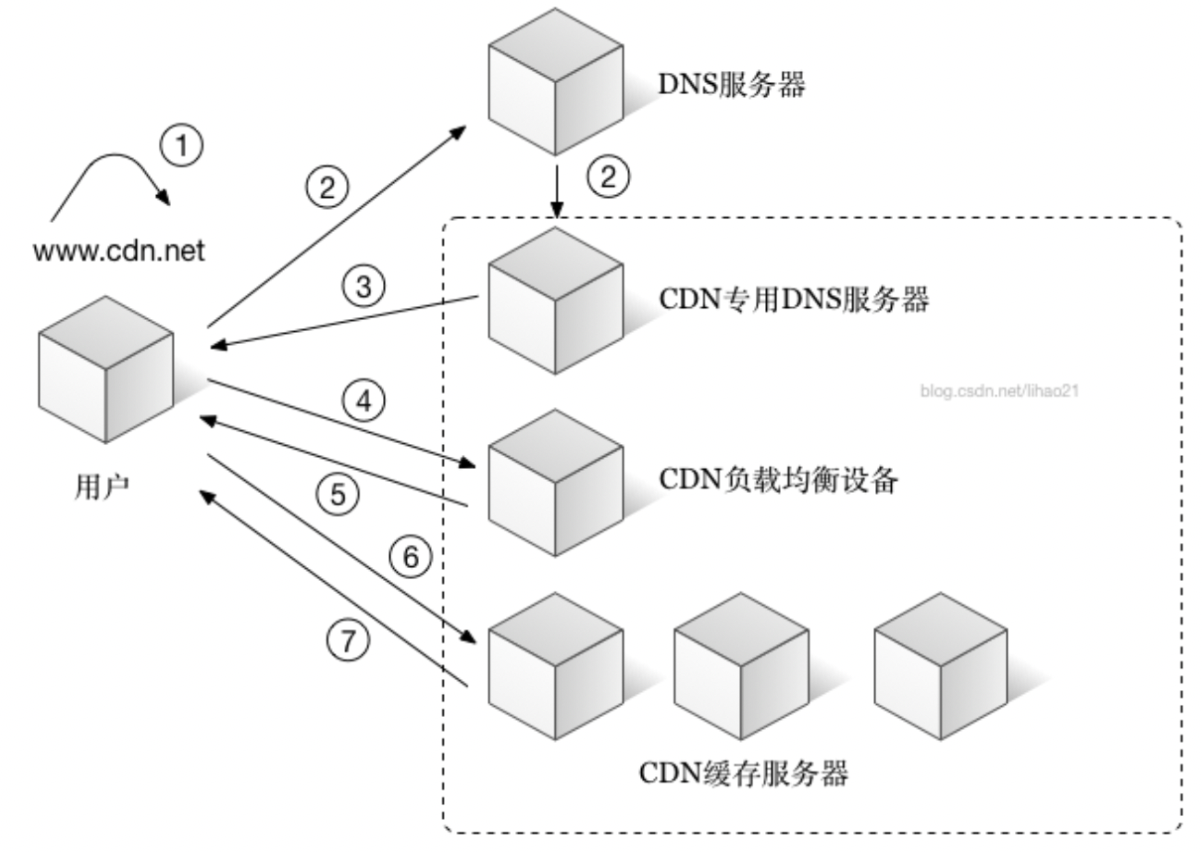 DNS服务器
①
②
②
www.cdn.net
③
CDN专用DNS服务器
④
blog.csdn.net/lihao21
用户
CDN负载均衡设备
⑤
⑥
⑦
CDN缓存服务器